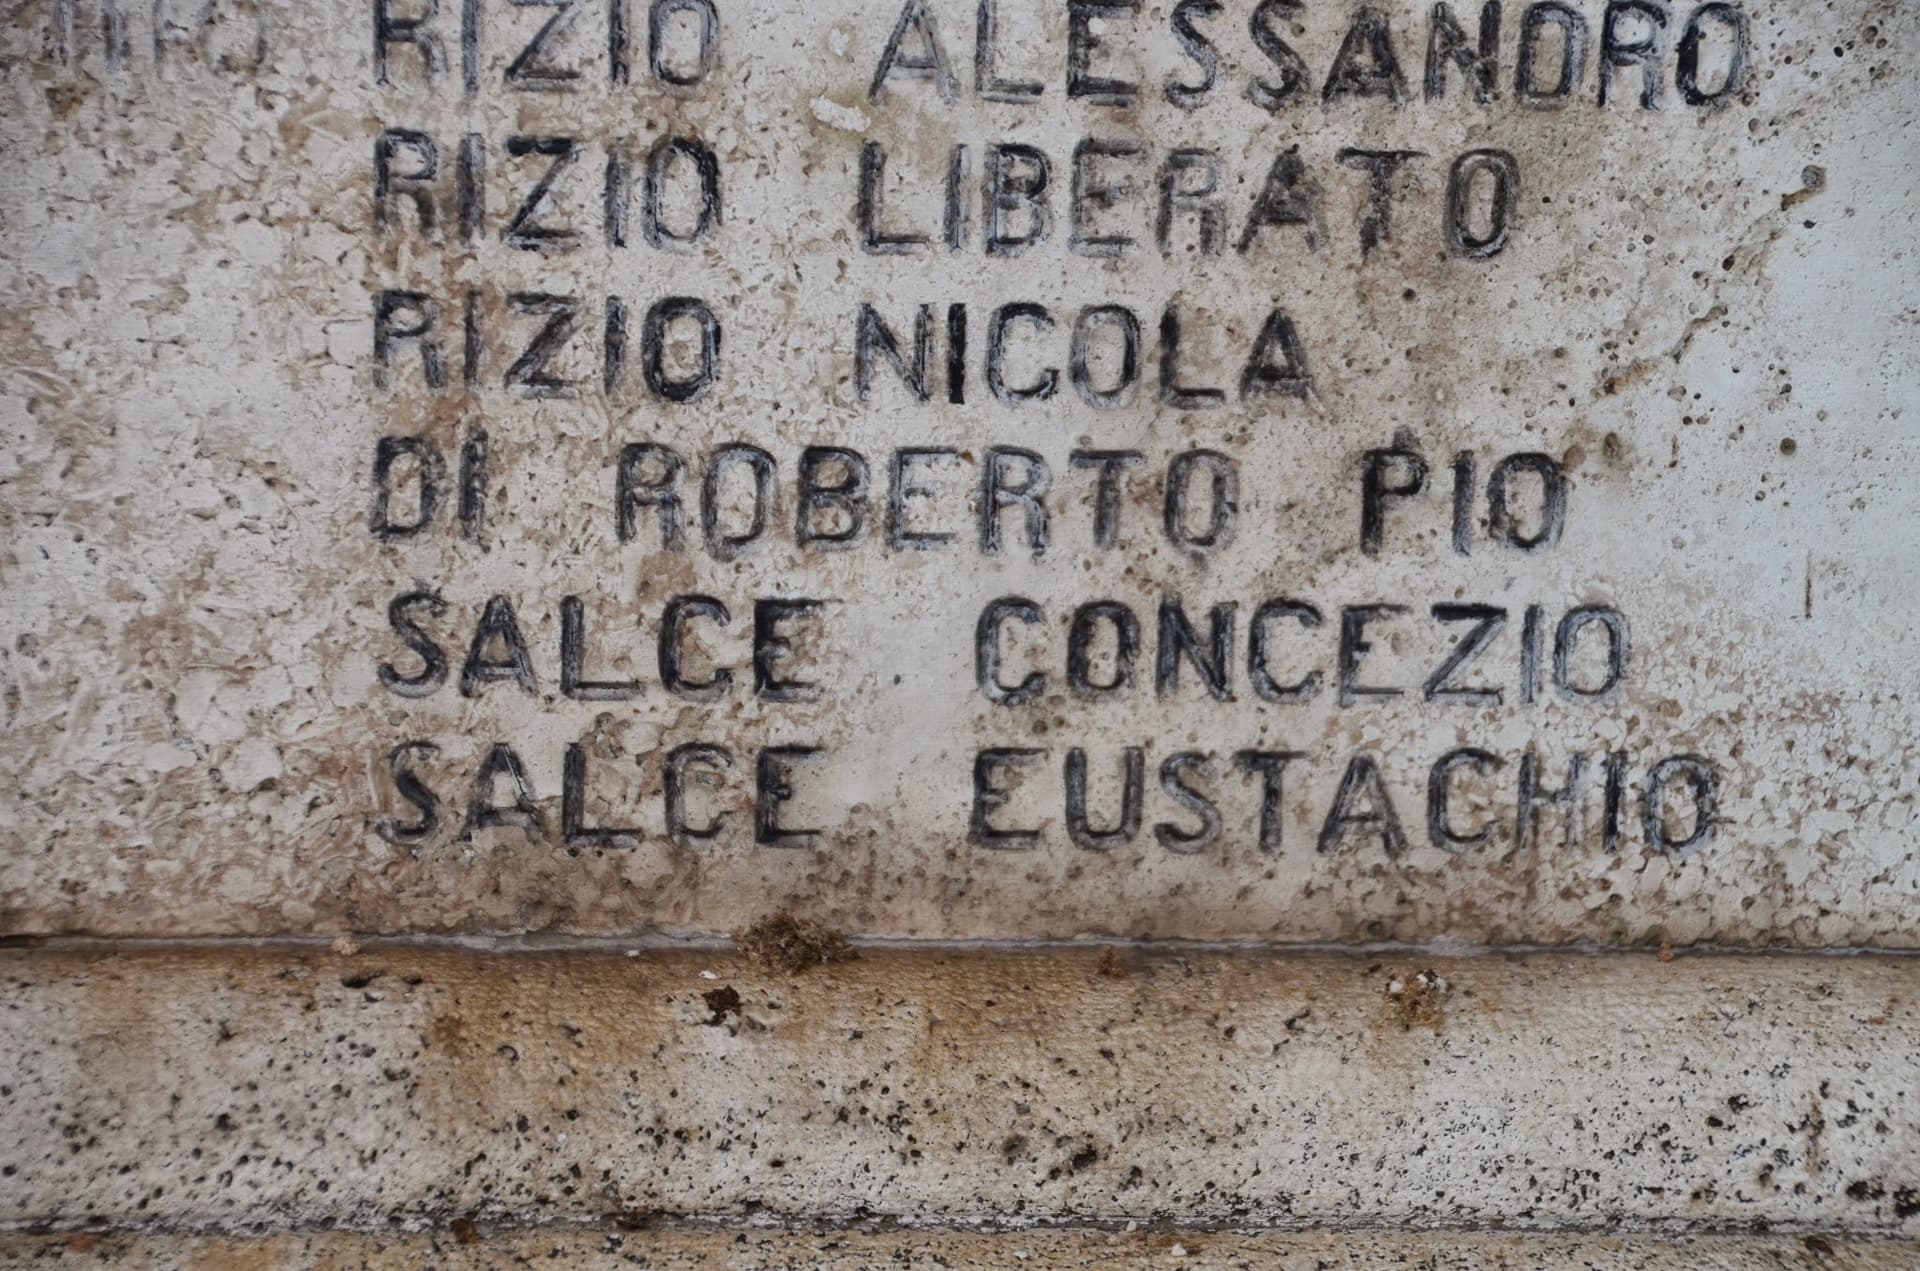 RIZIO ALESSANDRO
RIZIO LIBERATO
RIZIO NICOLA
DI ROBERTO PIO
SALCE CONCEZIO
SALCE EUSTACHIO